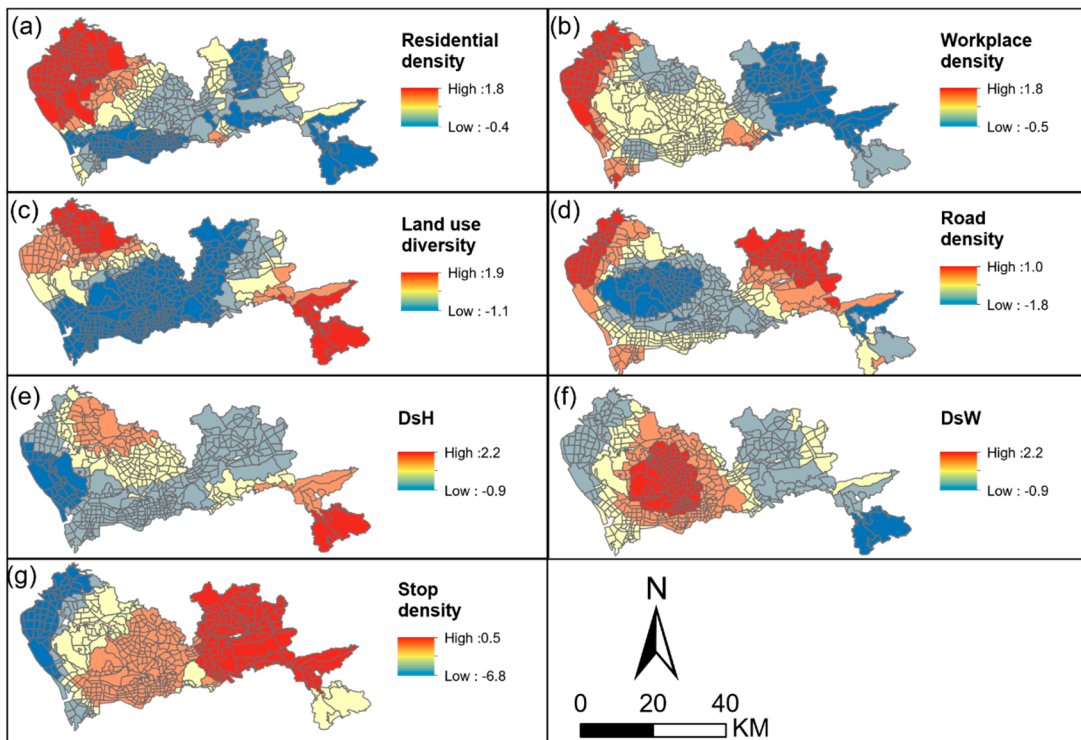 (a)
Residential
density
High :1.8
Low : -0.4
(b)
Workplace
density
High :1.8
Low : -0.5
(c)
Land use
diversity
High :1.9
Low : -1.1
(d)
Road
density
High :1.0
Low : -1.8
(e)
DsH
High :2.2
Low : -0.9
(f)
DsW
High :2.2
Low : -0.9
(g)
Stop
density
High :0.5
Low : -6.8
N
0 20 40
KM